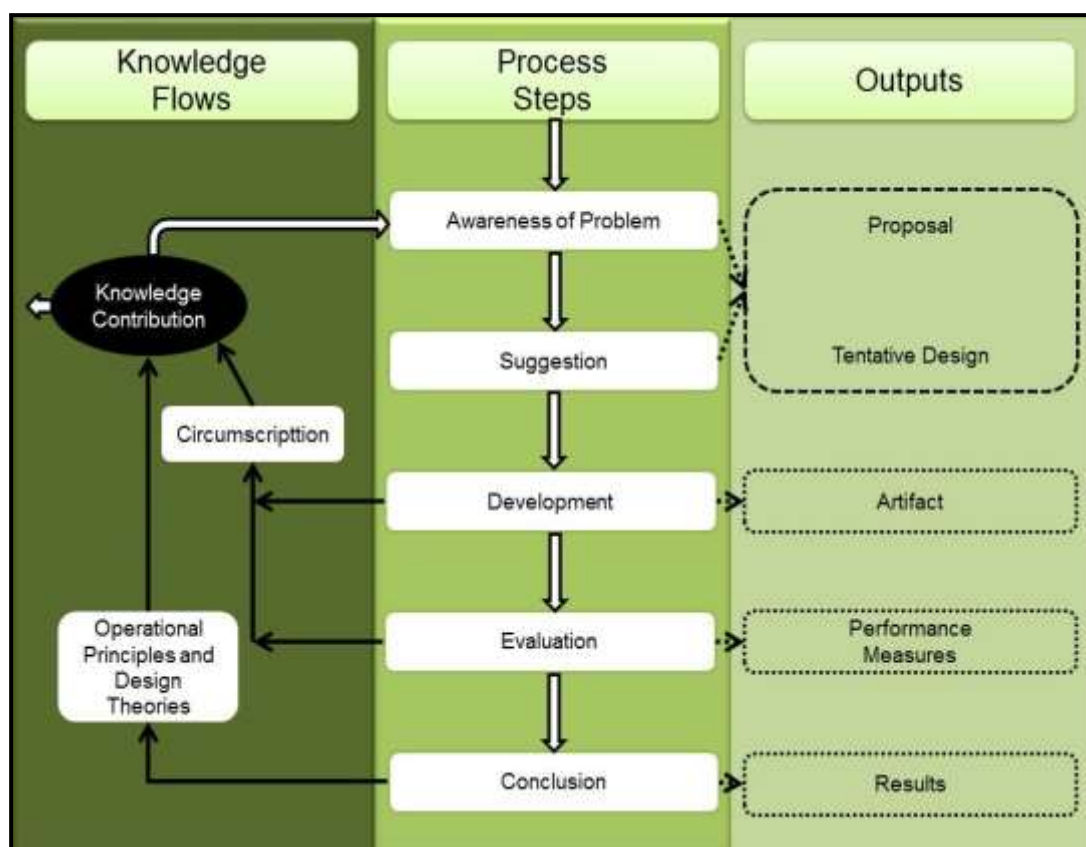 Knowledge
Flows
Process
Steps
Outputs
Awareness of Problem
Proposal
Knowledge
Contribution
Suggestion
Tentative Design
Circumscripttion
Development
Artifact
Operational
Principles and
Design
Theories
Evaluation
Performance
Measures
Conclusion
Results